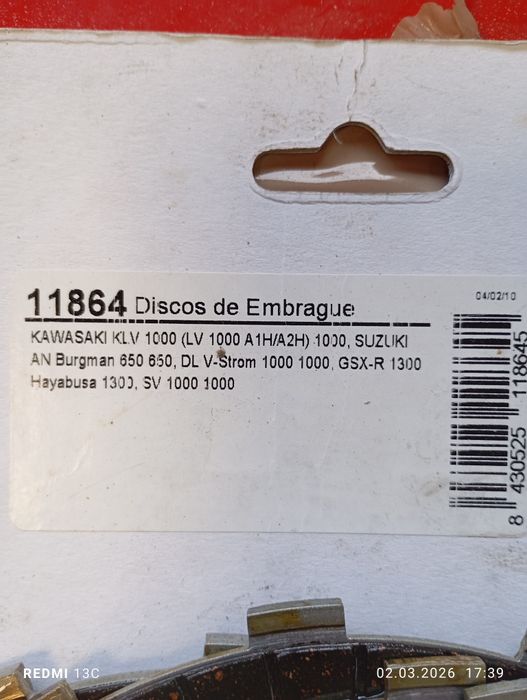 11864 Discos de Embrague
04/02/10
KAWASAKI KLV 1000 (LV 1000 A1H/A2H) 1000, SUZUKI
AN Burgman 650 650, DL V-Strom 1000 1000, GSX-R 1300
Hayabusa 1300, SV 1000 1000
8 430525 118645
REDMI 13C
02.03.2026 17:39